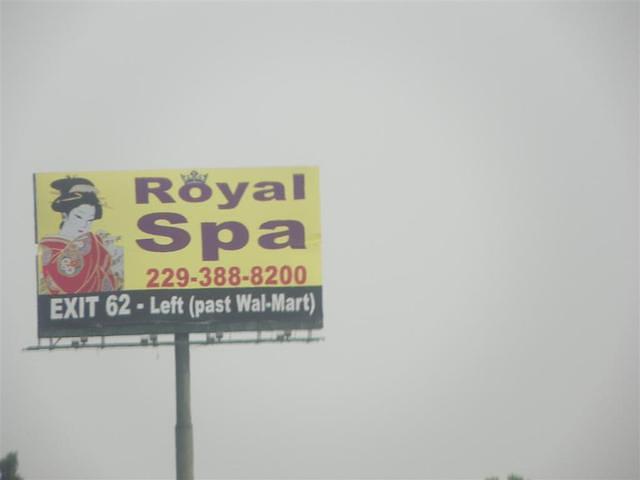 Royal
Spa
229-388-8200
EXIT 62 - Left (past Wal-Mart)